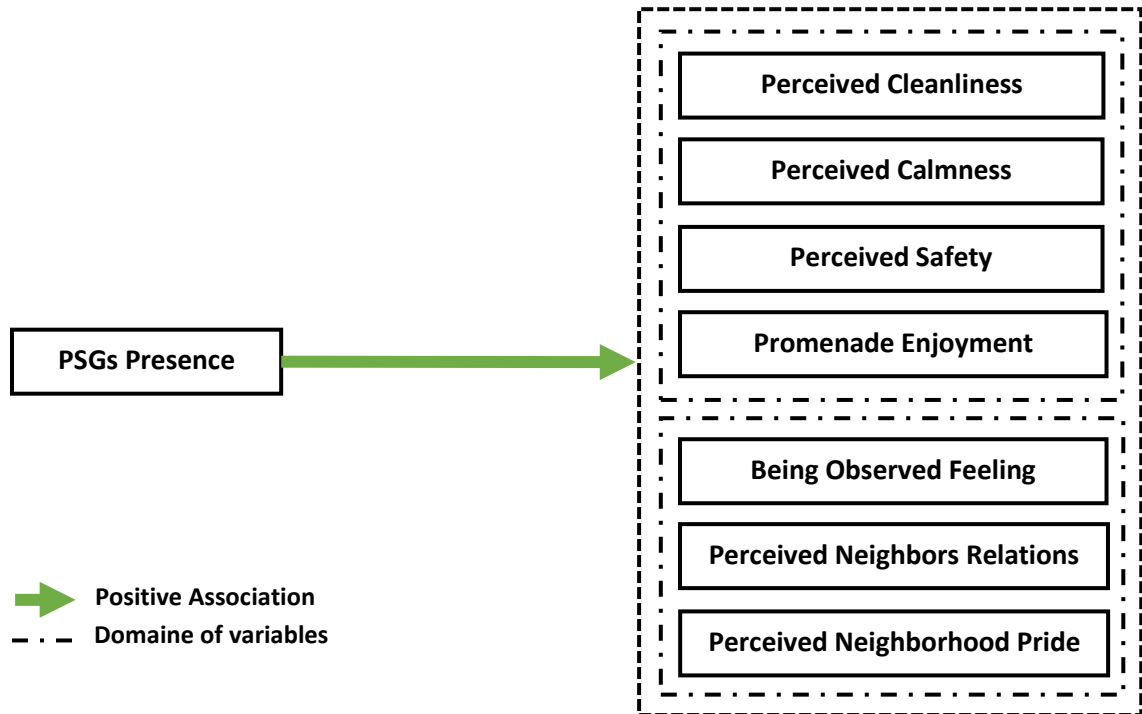 Perceived Cleanliness
Perceived Calmness
Perceived Safety
Promenade Enjoyment
PSGs Presence
Being Observed Feeling
Perceived Neighbors Relations
Perceived Neighborhood Pride
Positive Association
Domaine of variables